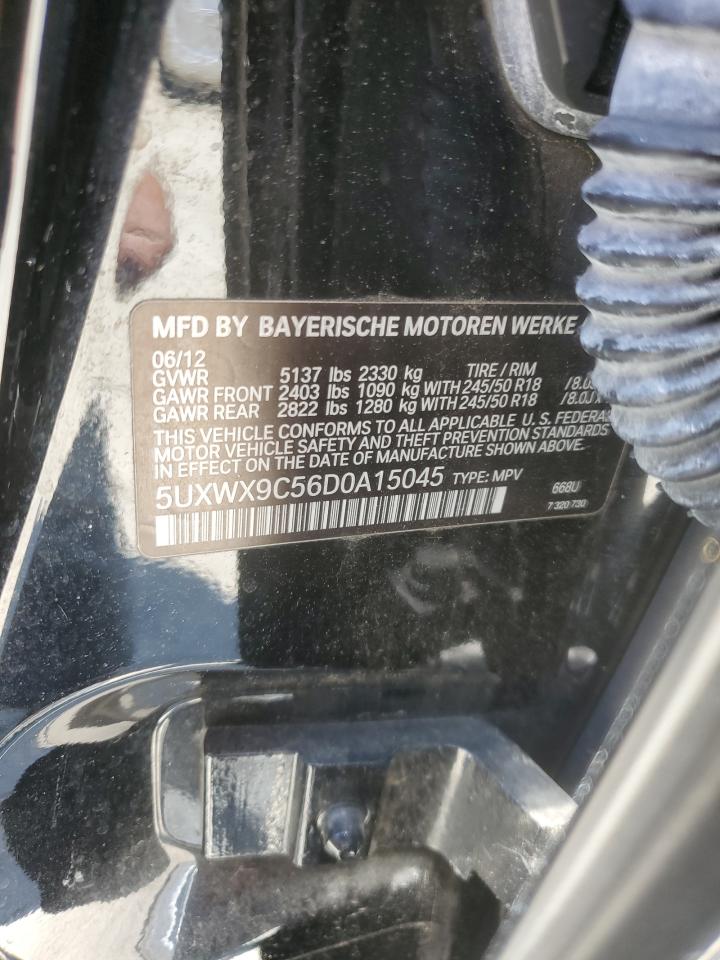 MFD BY BAYERISCHE MOTOREN WERKE
06/12
GVWR 5137 lbs 2330 kg TIRE / RIM
GAWR FRONT 2403 lbs 1090 kg WITH 245/50 R18
GAWR REAR 2822 lbs 1280 kg WITH 245/50 R18
THIS VEHICLE CONFORMS TO ALL APPLICABLE U.S. FEDERAL
MOTOR VEHICLE SAFETY AND THEFT PREVENTION STANDARDS
IN EFFECT ON THE DATE OF MANUFACTURE SHOWN ABOVE.
5UXWX9C56D0A15045 TYPE: MPV 668U
7 320 730